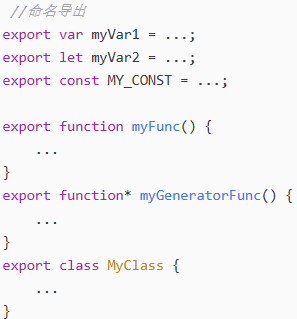 //命名导出
export var myVar1 = ...;
export let myVar2 = ...;
export const MY_CONST = ...;

export function myFunc() {
    ...
}
export function* myGeneratorFunc() {
    ...
}
export class MyClass {
    ...
}